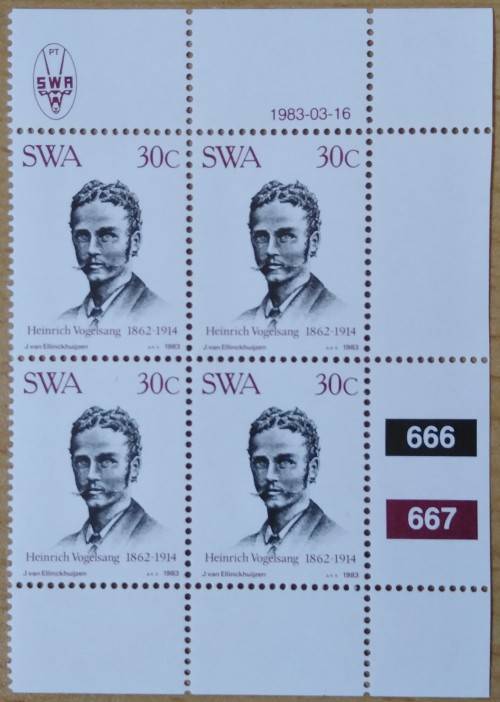 PT
SWA
1983-03-16
SWA 30C
SWA 30C
Heinrich Vogelsang 1862-1914
J van Ellinckhuijzen 1983
Heinrich Vogelsang 1862-1914
J van Ellinckhuijzen 1983
SWA 30C
SWA 30C
666
667
Heinrich Vogelsang 1862-1914
J van Ellinckhuijzen 1983
Heinrich Vogelsang 1862-1914
J van Ellinckhuijzen 1983